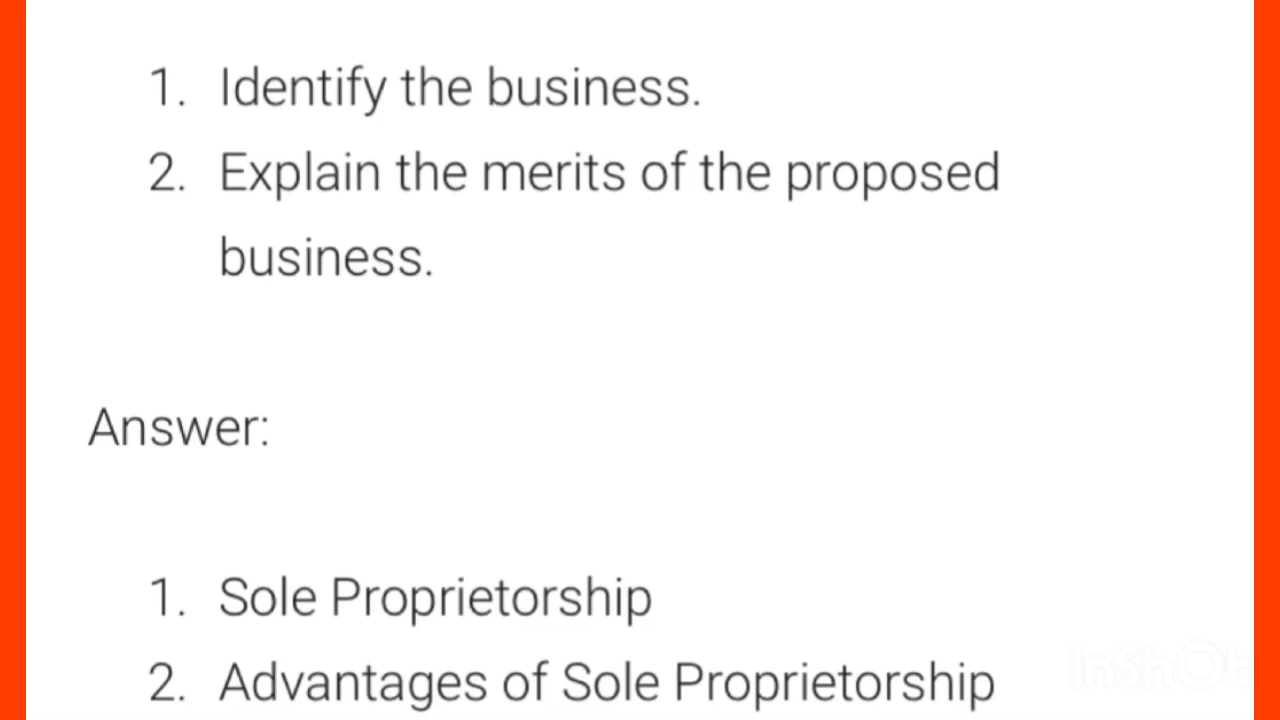 1. Identify the business.
2. Explain the merits of the proposed
business.
Answer:
1. Sole Proprietorship
2. Advantages of Sole Proprietorship
InShOt